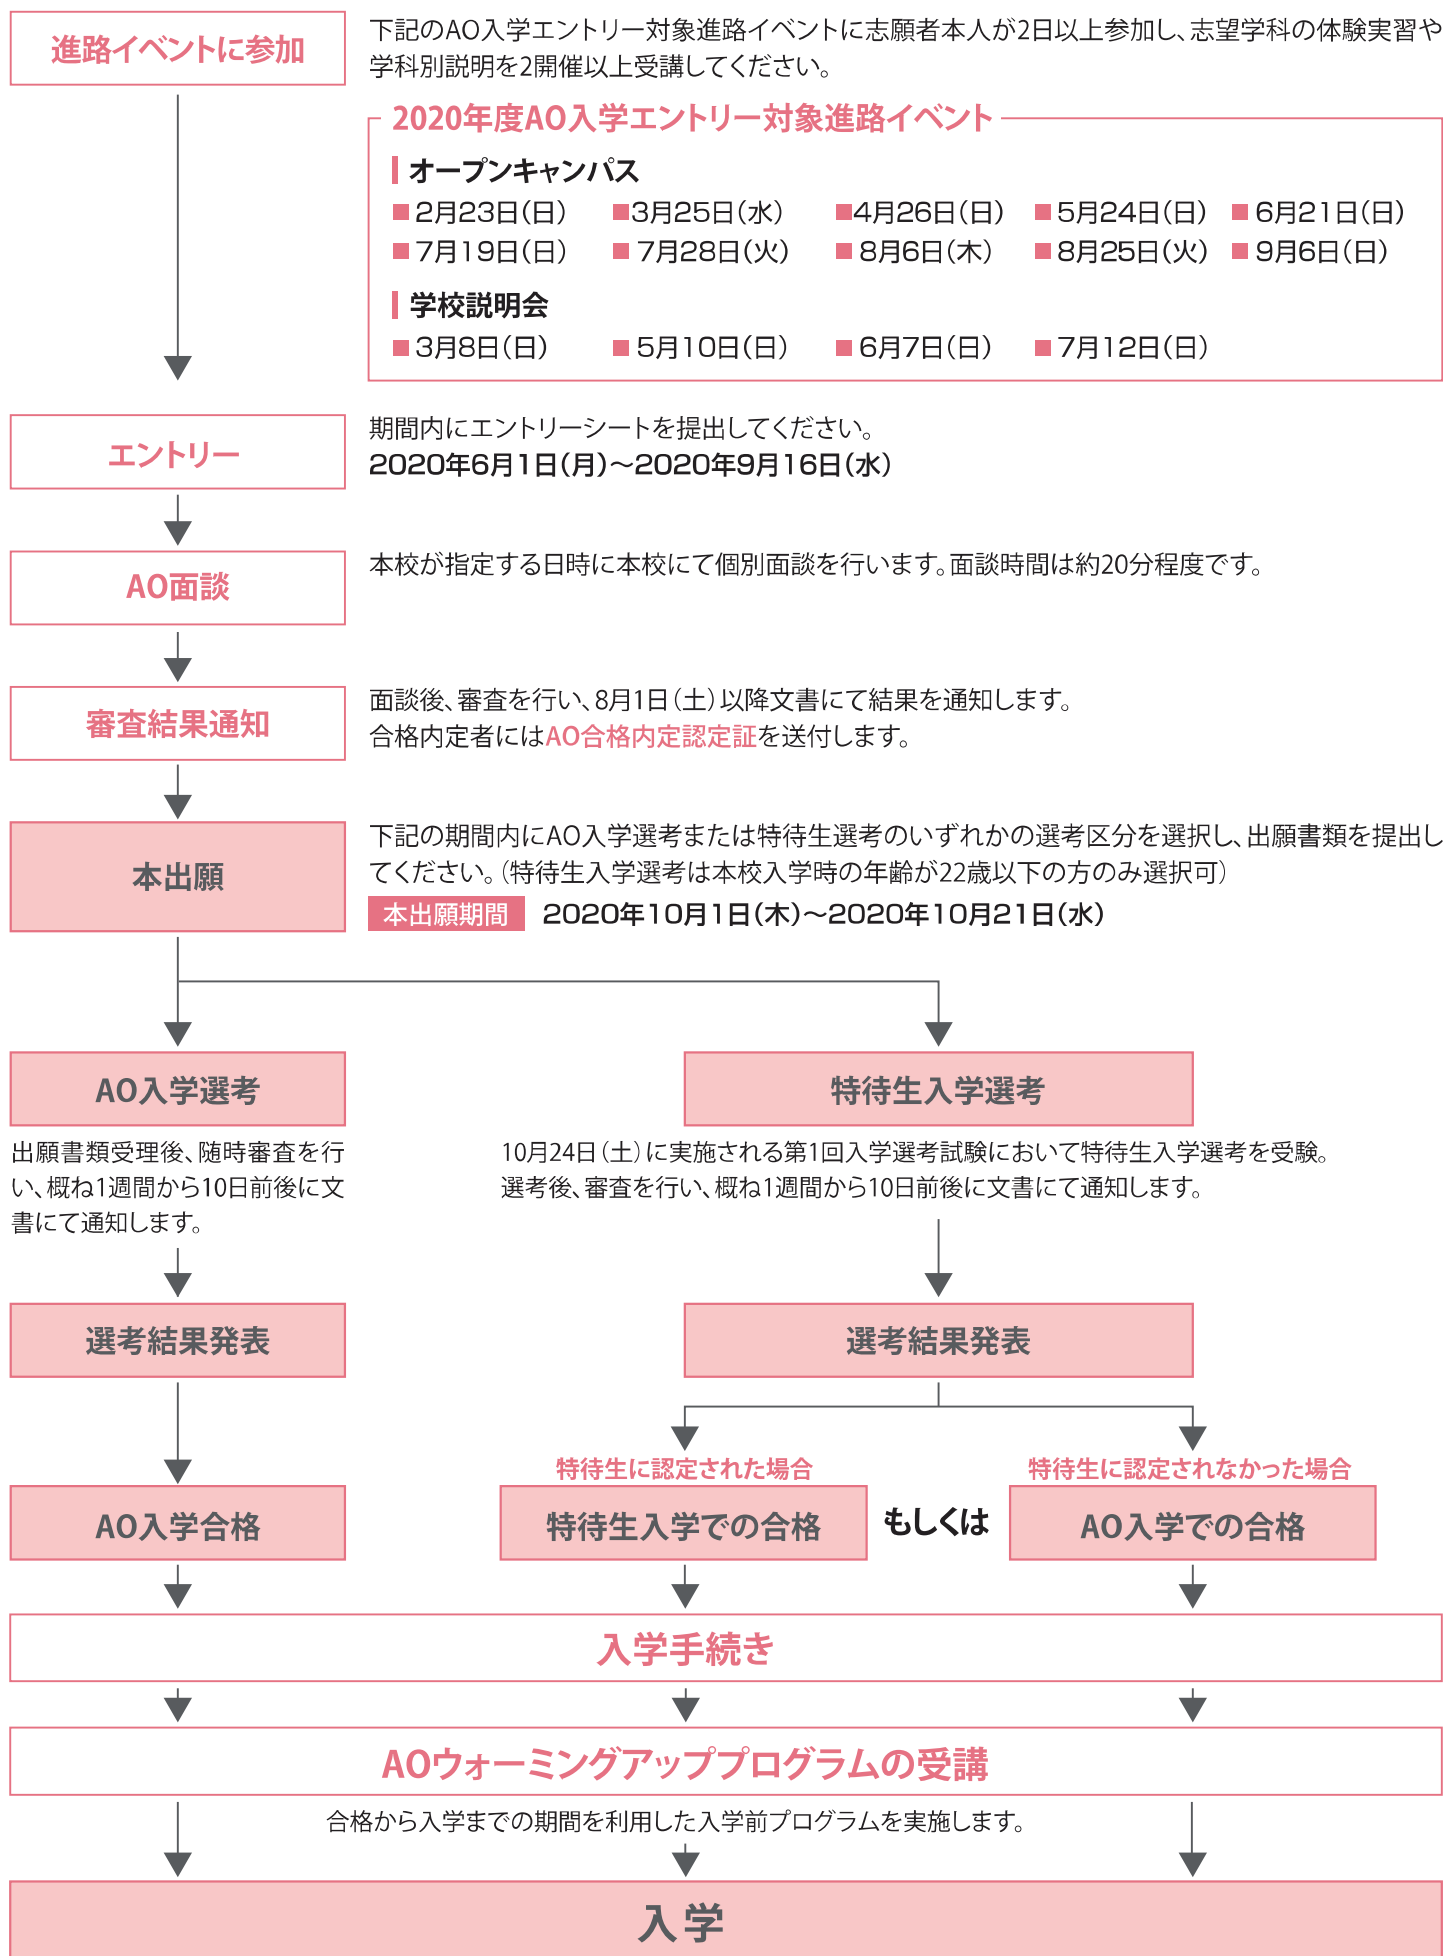 進路イベントに参加
下記のAO入学エントリー対象進路イベントに志願者本人が2日以上参加し、志望学科の体験実習や
学科別説明を2開催以上受講してください。
2020年度AO入学エントリー対象進路イベント
オープンキャンパス
■2月23日(日) ■3月25日(水) ■4月26日(日) ■5月24日(日) ■6月21日(日)
■7月19日(日) ■7月28日(火) ■8月6日(木) ■8月25日(火) ■9月6日(日)
学校説明会
■3月8日(日) ■5月10日(日) ■6月7日(日) ■7月12日(日)
エントリー
期間内にエントリーシートを提出してください。
2020年6月1日(月)～2020年9月16日(水)
AO面談
本校が指定する日時に本校にて個別面談を行います。面談時間は約20分程度です。
審査結果通知
面談後、審査を行い、8月1日(土)以降文書にて結果を通知します。
合格内定者にはAO合格内定認定証を送付します。
本出願
下記の期間内にAO入学選考または特待生選考のいずれかの選考区分を選択し、出願書類を提出し
てください。(特待生入学選考は本校入学時の年齢が22歳以下の方のみ選択可)
本出願期間 2020年10月1日(木)～2020年10月21日(水)
AO入学選考
出願書類受理後、随時審査を行
い、概ね1週間から10日前後に文
書にて通知します。
特待生入学選考
10月24日(土)に実施される第1回入学選考試験において特待生入学選考を受験。
選考後、審査を行い、概ね1週間から10日前後に文書にて通知します。
選考結果発表
選考結果発表
特待生に認定された場合
特待生に認定されなかった場合
AO入学合格
特待生入学での合格
もしくは
AO入学での合格
入学手続き
AOウォーミングアッププログラムの受講
合格から入学までの期間を利用した入学前プログラムを実施します。
入学